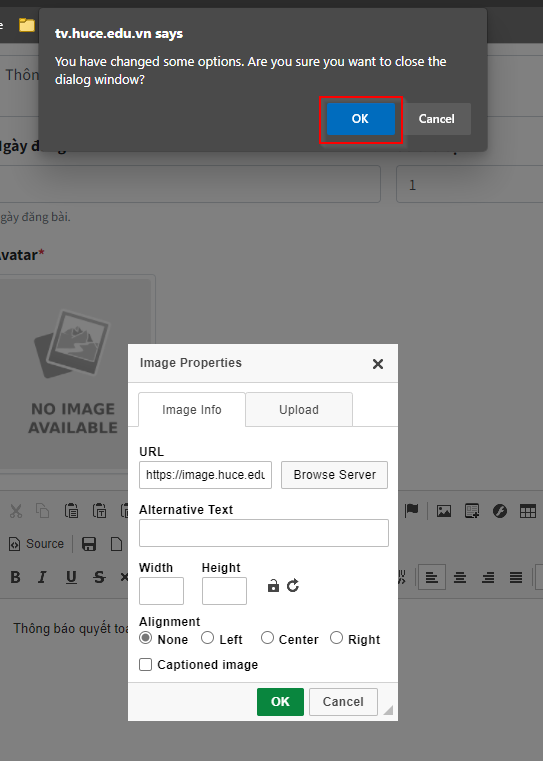 tv.huce.edu.vn says
You have changed some options. Are you sure you want to close the
dialog window?
OK Cancel
Thôn
gày đ
1
gày đăng bài.
vatar*
NO IMAGE
AVAILABLE
Image Properties
Image Info Upload
URL
https://image.huce.edu Browse Server
Alternative Text
Width Height
Alignment
None Left Center Right
Captioned image
OK Cancel
Source
B I U S
Thông báo quyết toá